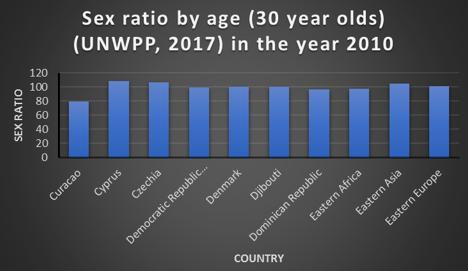 Sex ratio by age (30 year olds)
(UNWPP, 2017) in the year 2010
120
100
80
60
40
20
0
SEX RATIO
Curacao
Cyprus
Czechia
Democratic Republic…
Denmark
Djibouti
Dominican Republic
Eastern Africa
Eastern Asia
Eastern Europe
COUNTRY